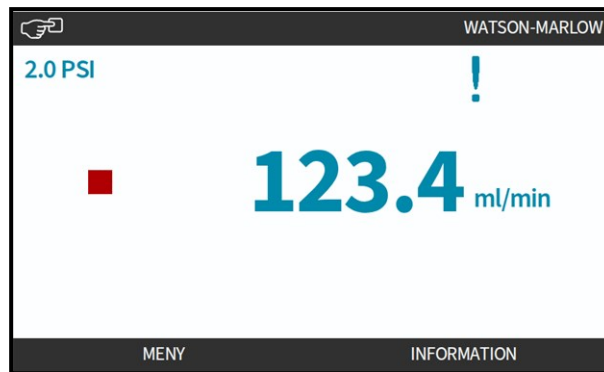 WATSON-MARLOW
2.0 PSI
!
123.4 ml/min
MENY INFORMATION